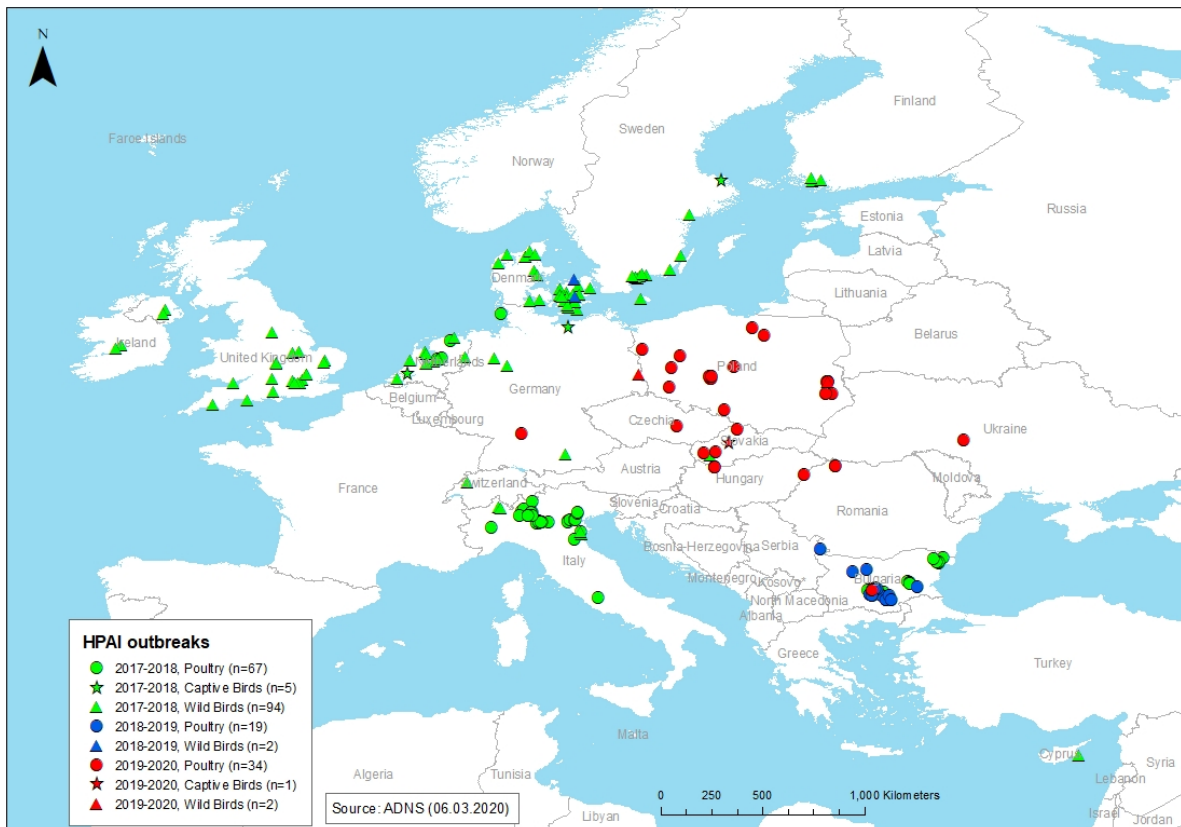 N
Finland
Faroe Islands
Sweden
Norway
Russia
Estonia
Latvia
Denmark
Lithuania
Belarus
Ireland
United Kingdom
Netherlands
Poland
Germany
Belgium
Luxembourg
Czechia
Ukraine
Slovakia
Austria
France
Switzerland
Hungary
Moldova
Slovenia
Croatia
Romania
Bosnia-Herzegovina
Serbia
Italy
Montenegro
Kosovo*
Bulgaria
North Macedonia
Albania
Greece
Turkey
HPAI outbreaks
2017-2018, Poultry (n=67)
2017-2018, Captive Birds (n=5)
2017-2018, Wild Birds (n=94)
2018-2019, Poultry (n=19)
2018-2019, Wild Birds (n=2)
2019-2020, Poultry (n=34)
2019-2020, Captive Birds (n=1)
2019-2020, Wild Birds (n=2)
Malta
Cyprus
Syria
Algeria
Tunisia
Lebanon
Source: ADNS (06.03.2020)
0 250 500 1,000 Kilometers
Libyan
Israel
Jordan